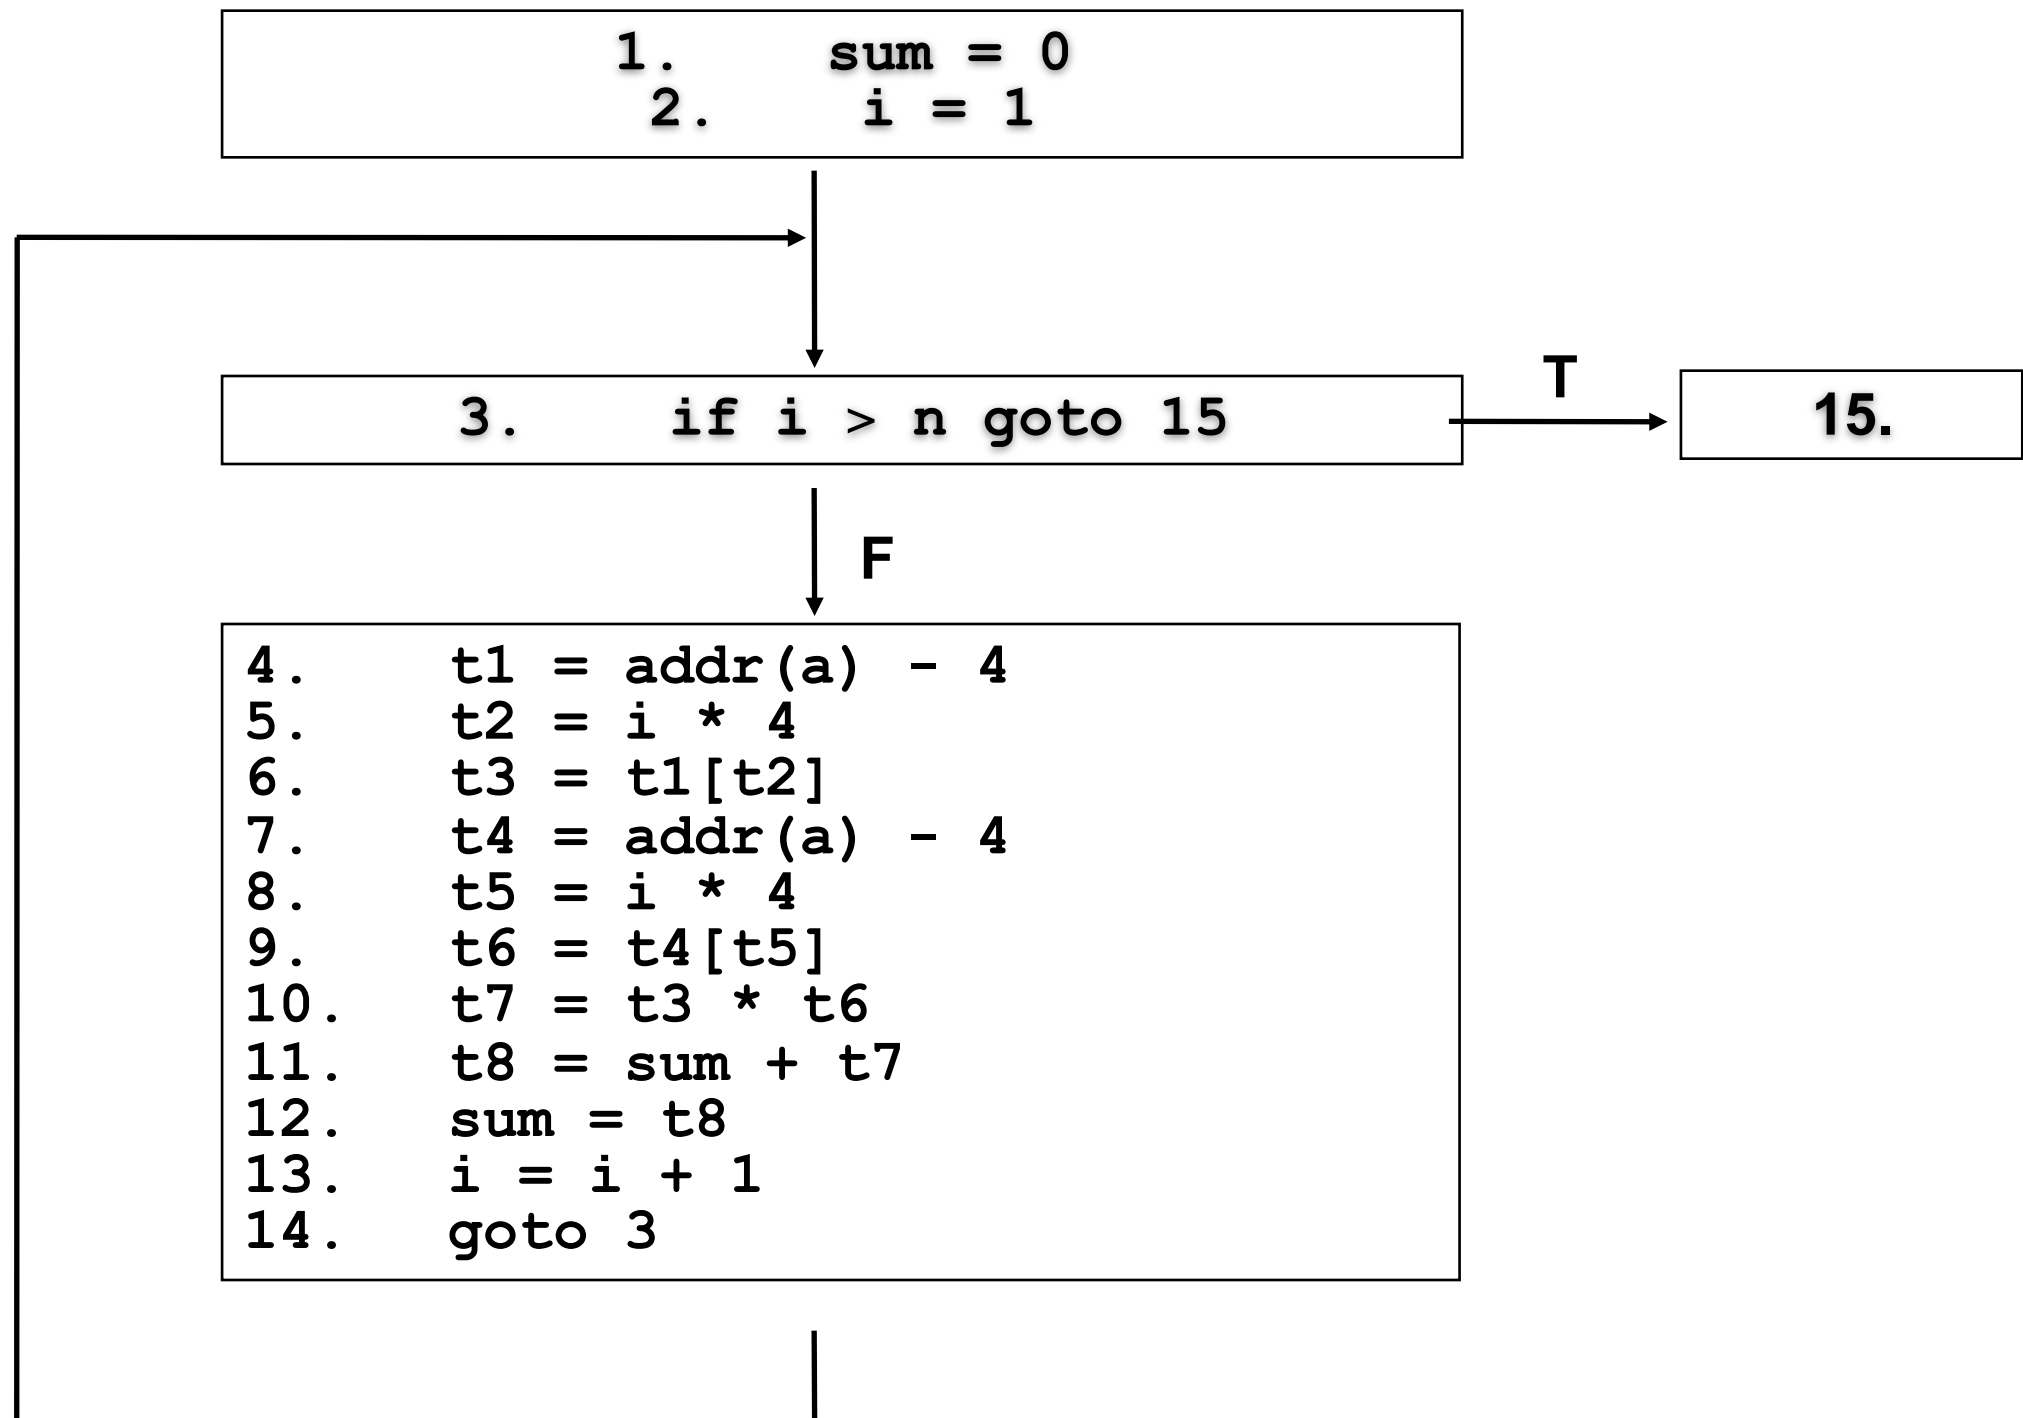 1. sum = 0
2. i = 1
3. if i > n goto 15
T
15.
F
4. t1 = addr(a) - 4
5. t2 = i * 4
6. t3 = t1[t2]
7. t4 = addr(a) - 4
8. t5 = i * 4
9. t6 = t4[t5]
10. t7 = t3 * t6
11. t8 = sum + t7
12. sum = t8
13. i = i + 1
14. goto 3